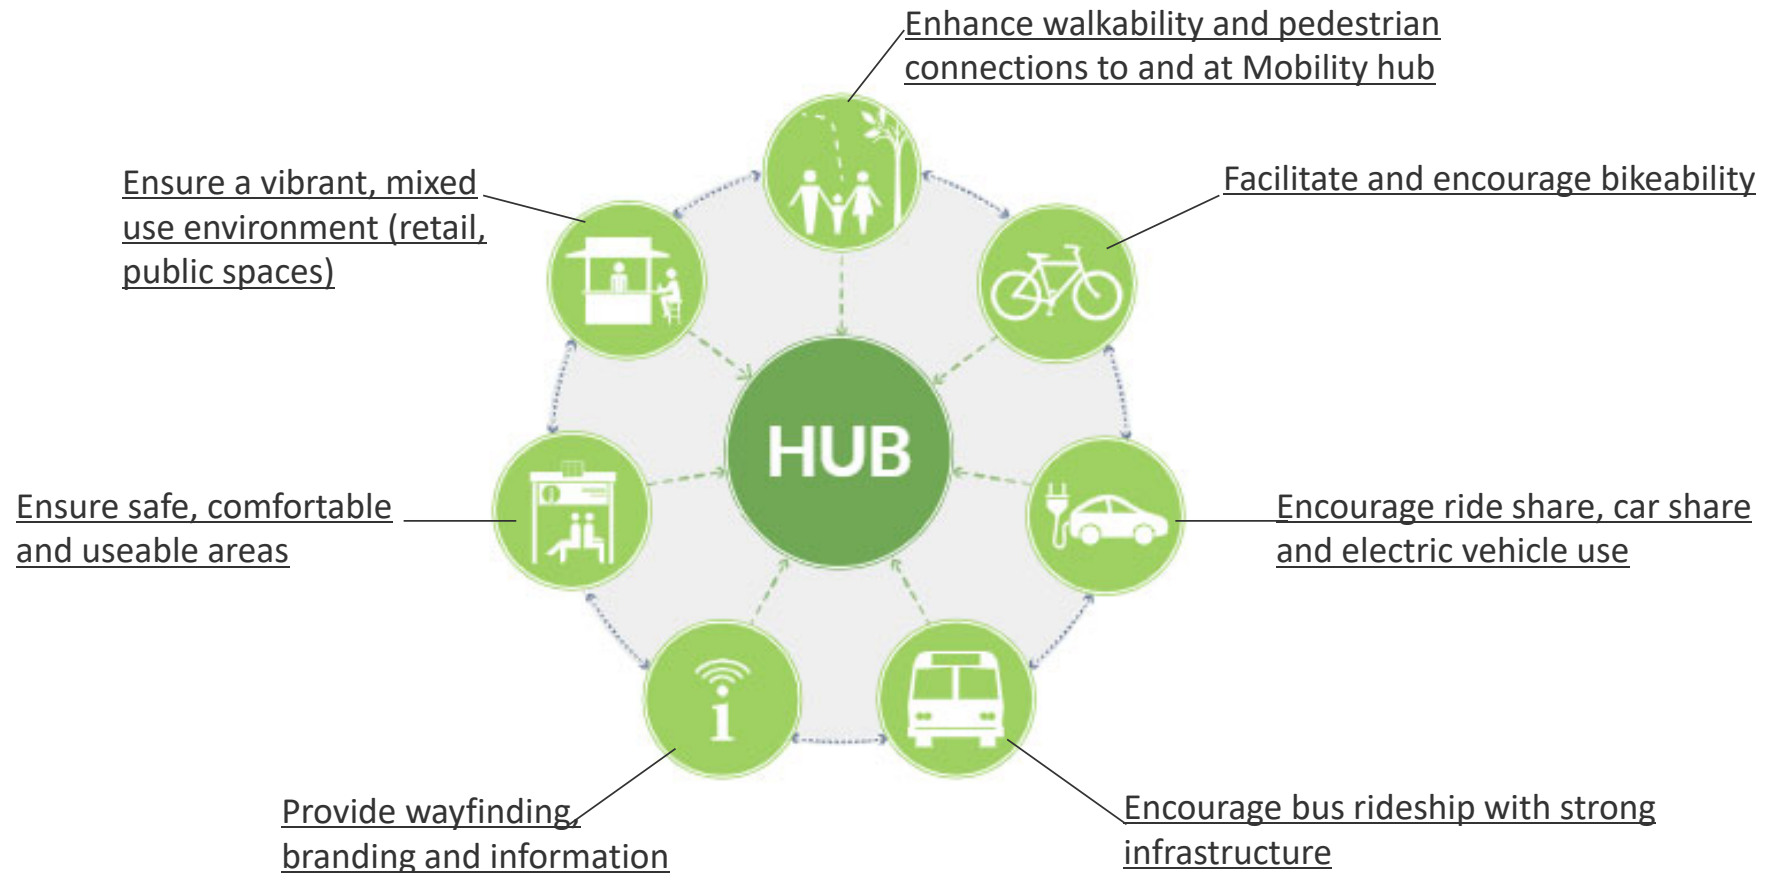 Enhance walkability and pedestrian
connections to and at Mobility hub
Ensure a vibrant, mixed
use environment (retail,
public spaces)
Facilitate and encourage bikeability
HUB
Ensure safe, comfortable
and useable areas
Encourage ride share, car share
and electric vehicle use
i
Provide wayfinding,
branding and information
Encourage bus rideship with strong
infrastructure